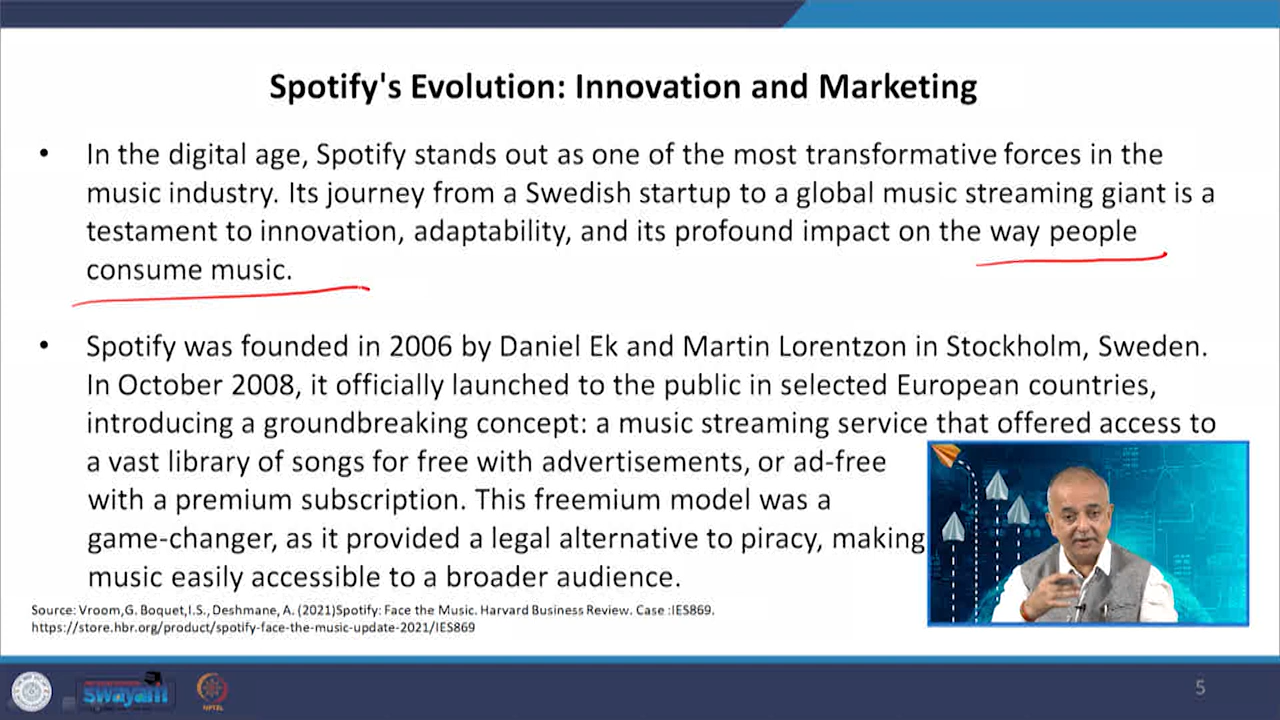 Spotify's Evolution: Innovation and Marketing
• In the digital age, Spotify stands out as one of the most transformative forces in the
music industry. Its journey from a Swedish startup to a global music streaming giant is a
testament to innovation, adaptability, and its profound impact on the way people
consume music.
• Spotify was founded in 2006 by Daniel Ek and Martin Lorentzon in Stockholm, Sweden.
In October 2008, it officially launched to the public in selected European countries,
introducing a groundbreaking concept: a music streaming service that offered access to
a vast library of songs for free with advertisements, or ad-free
with a premium subscription. This freemium model was a
game-changer, as it provided a legal alternative to piracy, making
music easily accessible to a broader audience.
Source: Vroom,G. Boquet,I.S., Deshmane, A. (2021)Spotify: Face the Music. Harvard Business Review. Case :IES869.
https://store.hbr.org/product/spotify-face-the-music-update-2021/IES869
swayam
NPTEL
5